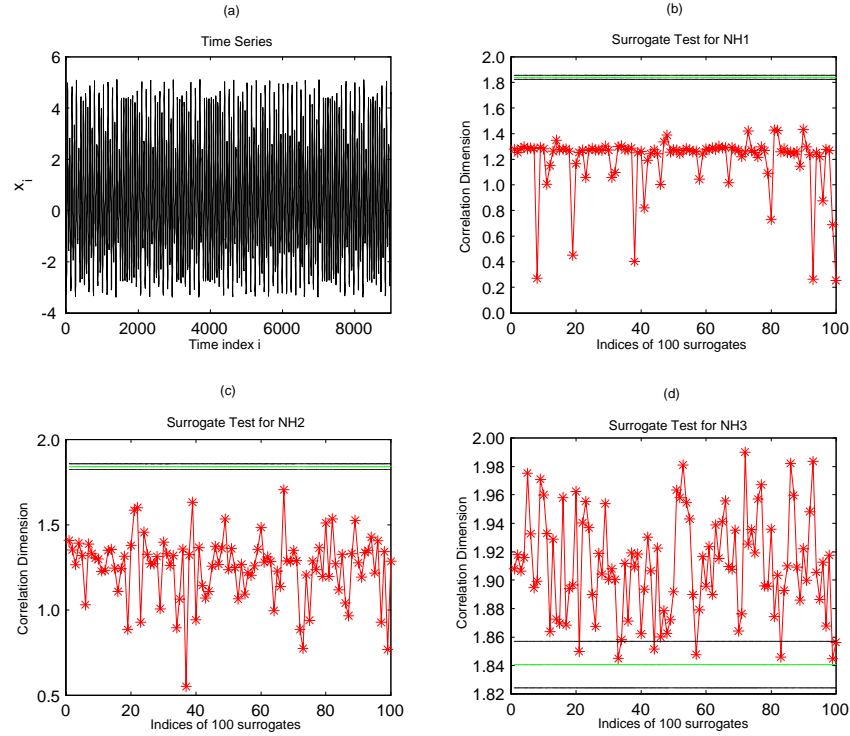 (a)
Time Series
6
4
2
0
-2
-4
x_i
0 2000 4000 6000 8000
Time index i
(b)
Surrogate Test for NH1
2.0
1.8
1.6
1.4
1.2
1.0
0.8
0.6
0.4
0.2
0.0
Correlation Dimension
0 20 40 60 80 100
Indices of 100 surrogates
(c)
Surrogate Test for NH2
2.0
1.5
1.0
0.5
Correlation Dimension
0 20 40 60 80 100
Indices of 100 surrogates
(d)
Surrogate Test for NH3
2.00
1.98
1.96
1.94
1.92
1.90
1.88
1.86
1.84
1.82
Correlation Dimension
0 20 40 60 80 100
Indices of 100 surrogates